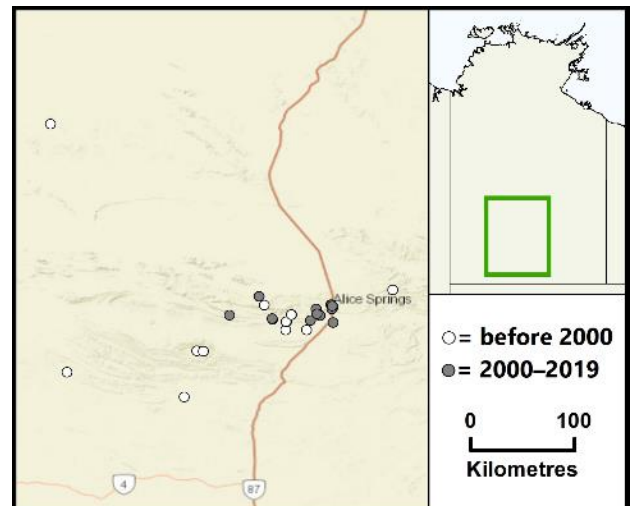 Alice Springs
4
87
= before 2000
= 2000–2019
0 100
Kilometres